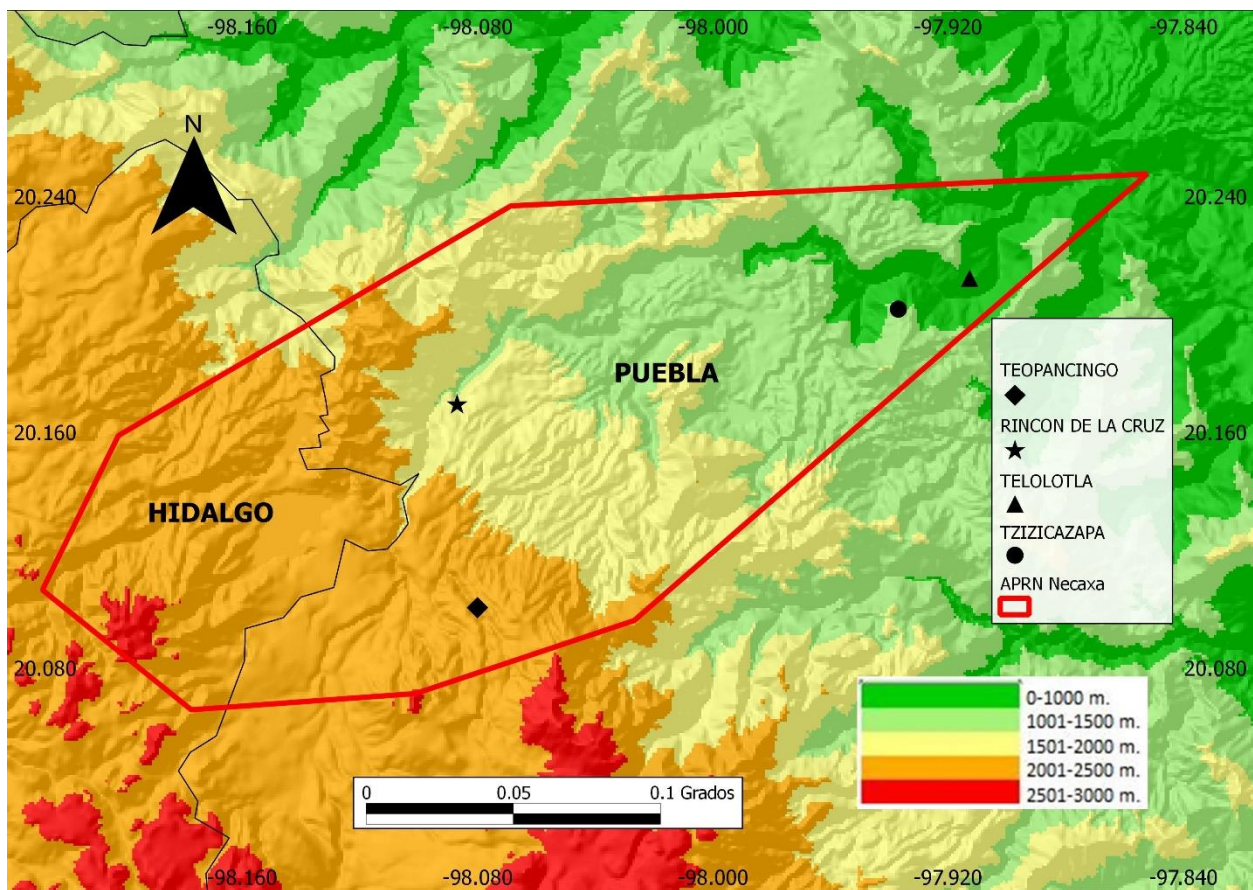 -98.160 -98.080 -98.000 -97.920 -97.840
N
20.240 20.240
PUEBLA
TEOPANCINGO
RINCON DE LA CRUZ
20.160 20.160
TELOLOTLA
HIDALGO
TZIZICAZAPA
APRN Necaxa
20.080 20.080
0-1000 m.
1001-1500 m.
1501-2000 m.
2001-2500 m.
2501-3000 m.
0 0.05 0.1 Grados
-98.160 -98.080 -98.000 -97.920 -97.840